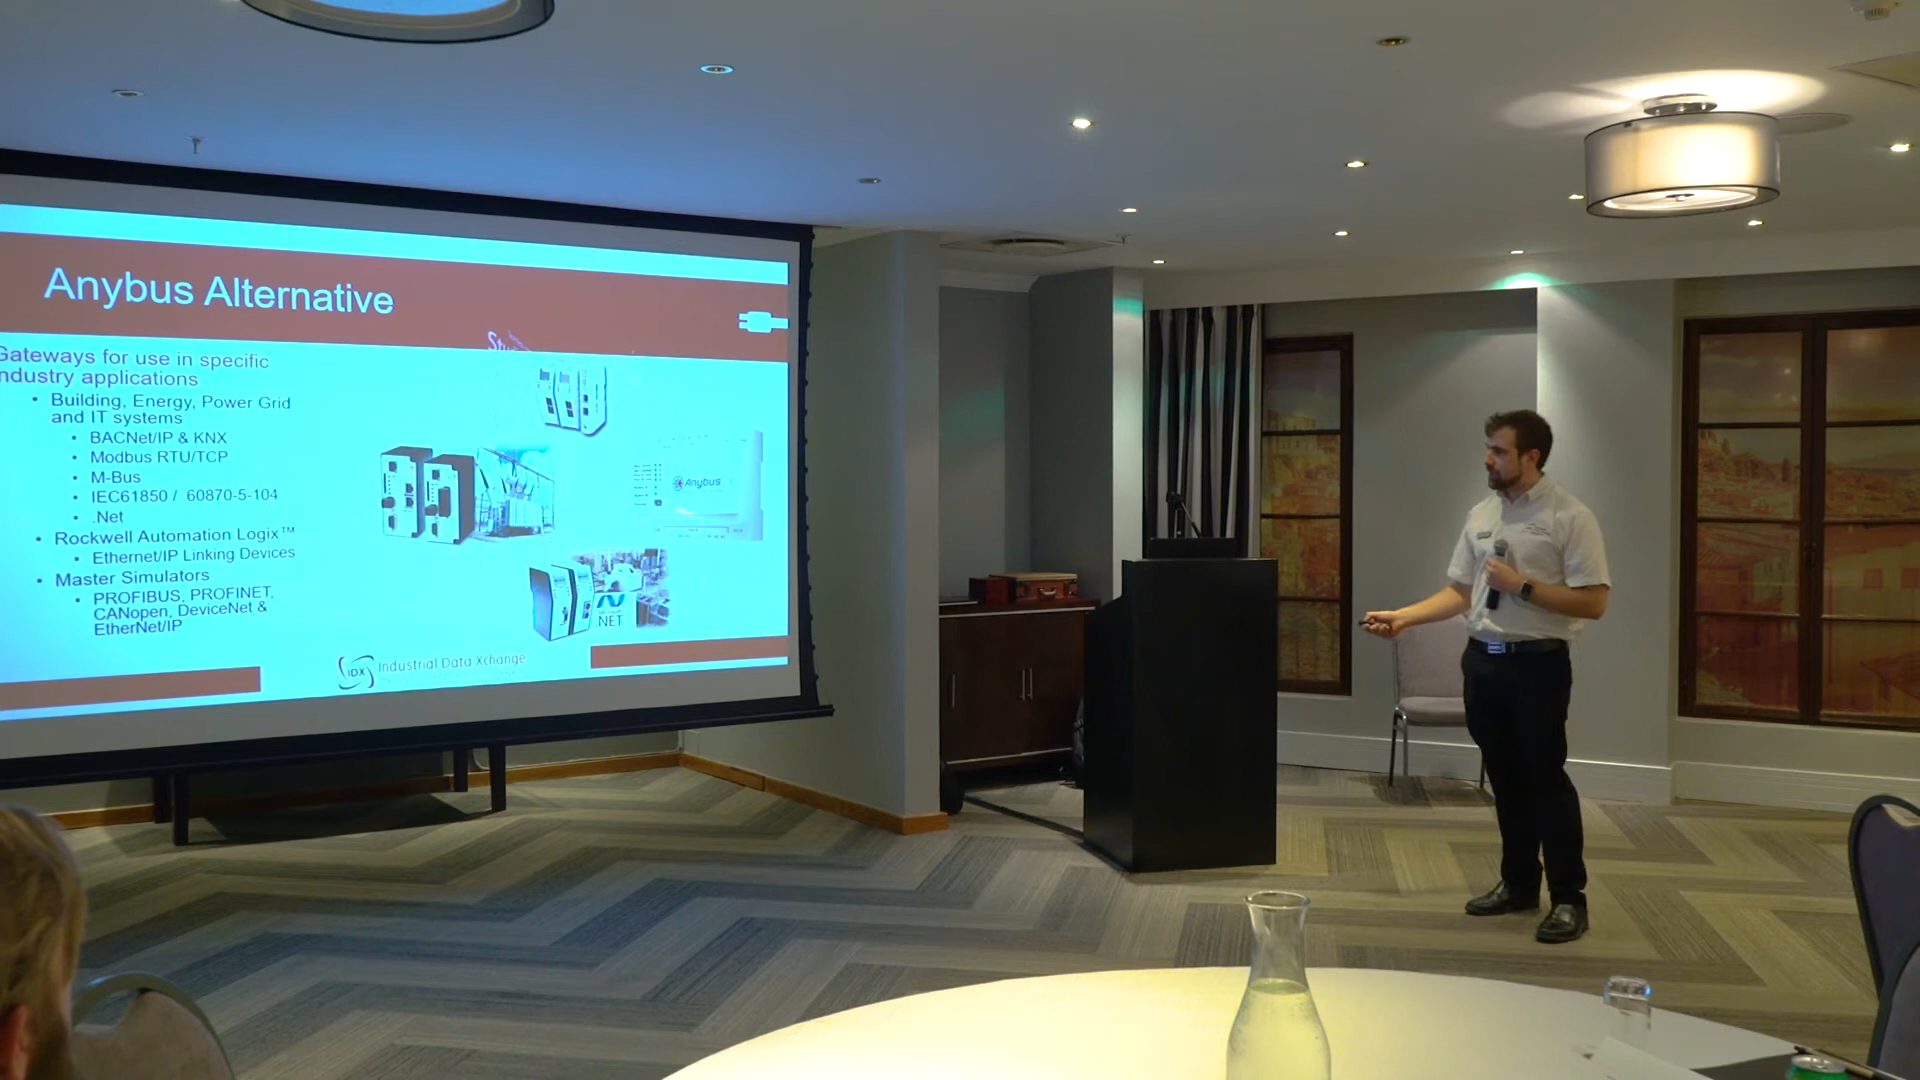 Anybus Alternative
Gateways for use in specific
industry applications
• Building, Energy, Power Grid
and IT systems
• BACNet/IP & KNX
• Modbus RTU/TCP
• M-Bus
• IEC61850 / 60870-5-104
• .Net
• Rockwell Automation Logix™
• Ethernet/IP Linking Devices
• Master Simulators
• PROFIBUS, PROFINET,
CANopen, DeviceNet &
EtherNet/IP
Anybus
.NET
IDX Industrial Data Xchange